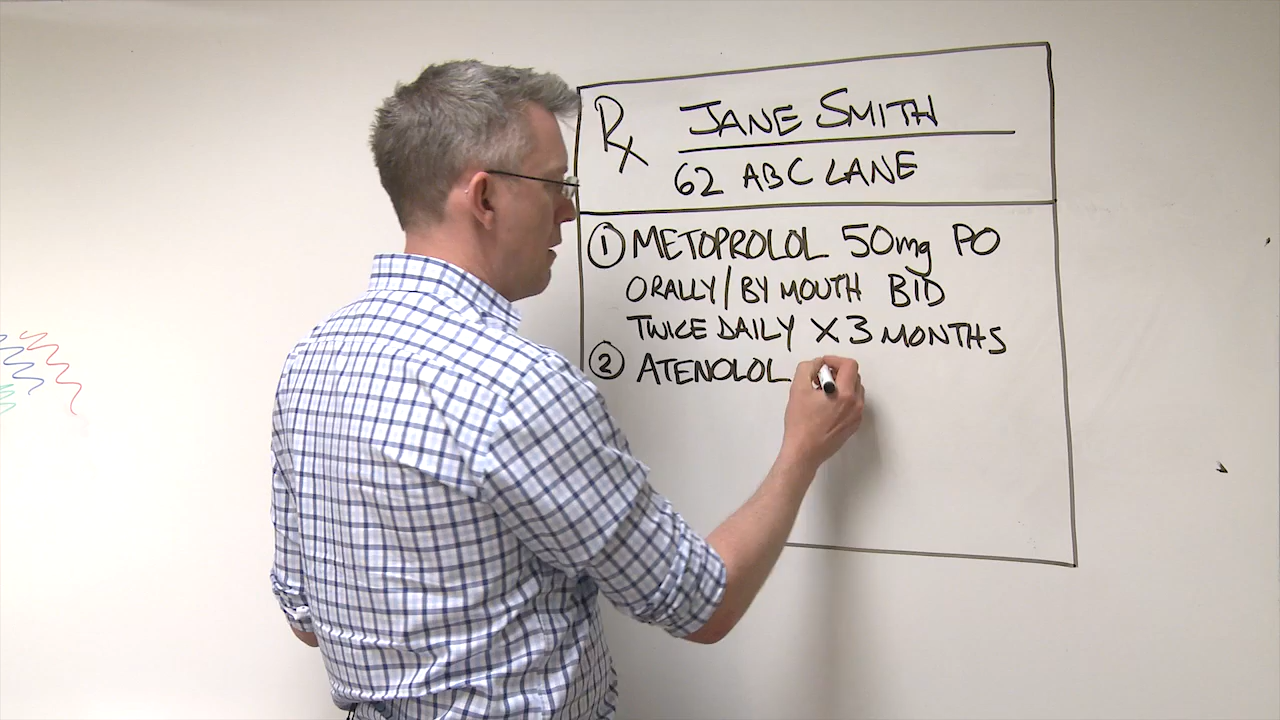 Rx JANE SMITH
62 ABC LANE
① METOPROLOL 50mg PO
ORALLY/BY MOUTH BID
TWICE DAILY X 3 MONTHS
② ATENOLOL